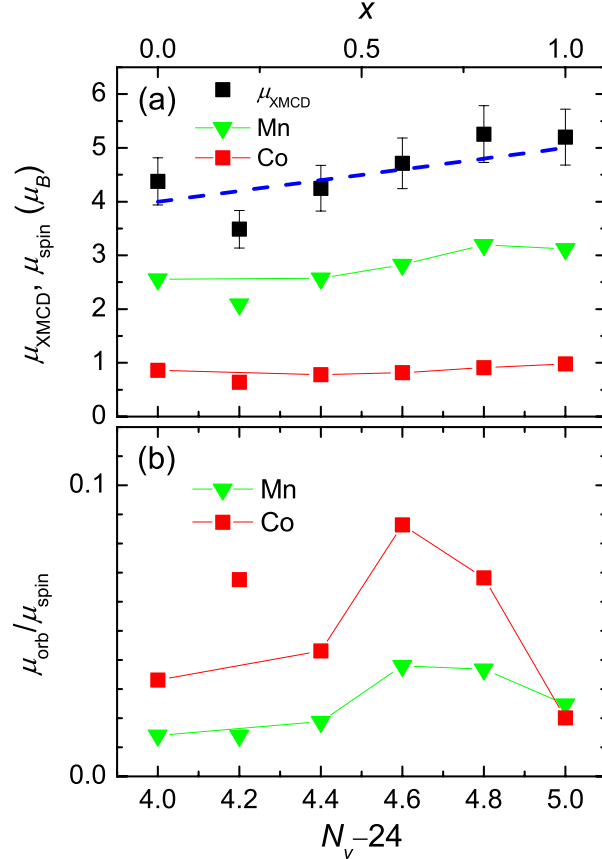 x
0.0 0.5 1.0
(a)
μXMCD
Mn
Co
6
5
4
3
2
1
0
μXMCD, μspin (μB)
(b)
Mn
Co
0.1
0.0
μorb/μspin
4.0 4.2 4.4 4.6 4.8 5.0
Nv–24